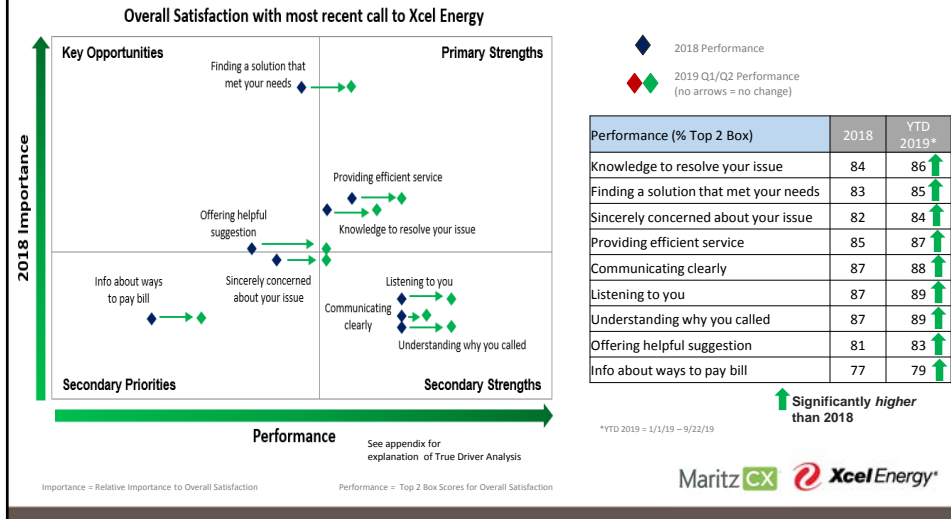 Overall Satisfaction with most recent call to Xcel Energy
Key Opportunities
Primary Strengths
Finding a solution that
met your needs
Providing efficient service
Offering helpful
suggestion
Knowledge to resolve your issue
Info about ways
to pay bill
Sincerely concerned
about your issue
Listening to you
Communicating
clearly
Understanding why you called
Secondary Priorities
Secondary Strengths
2018 Importance
Performance
See appendix for
explanation of True Driver Analysis
Importance = Relative Importance to Overall Satisfaction
Performance = Top 2 Box Scores for Overall Satisfaction
2018 Performance
2019 Q1/Q2 Performance
(no arrows = no change)
Performance (% Top 2 Box) 2018 YTD
2019*
Knowledge to resolve your issue 84 86
Finding a solution that met your needs 83 85
Sincerely concerned about your issue 82 84
Providing efficient service 85 87
Communicating clearly 87 88
Listening to you 87 89
Understanding why you called 87 89
Offering helpful suggestion 81 83
Info about ways to pay bill 77 79
Significantly higher
than 2018
*YTD 2019 = 1/1/19 – 9/22/19
Maritz CX
Xcel Energy®